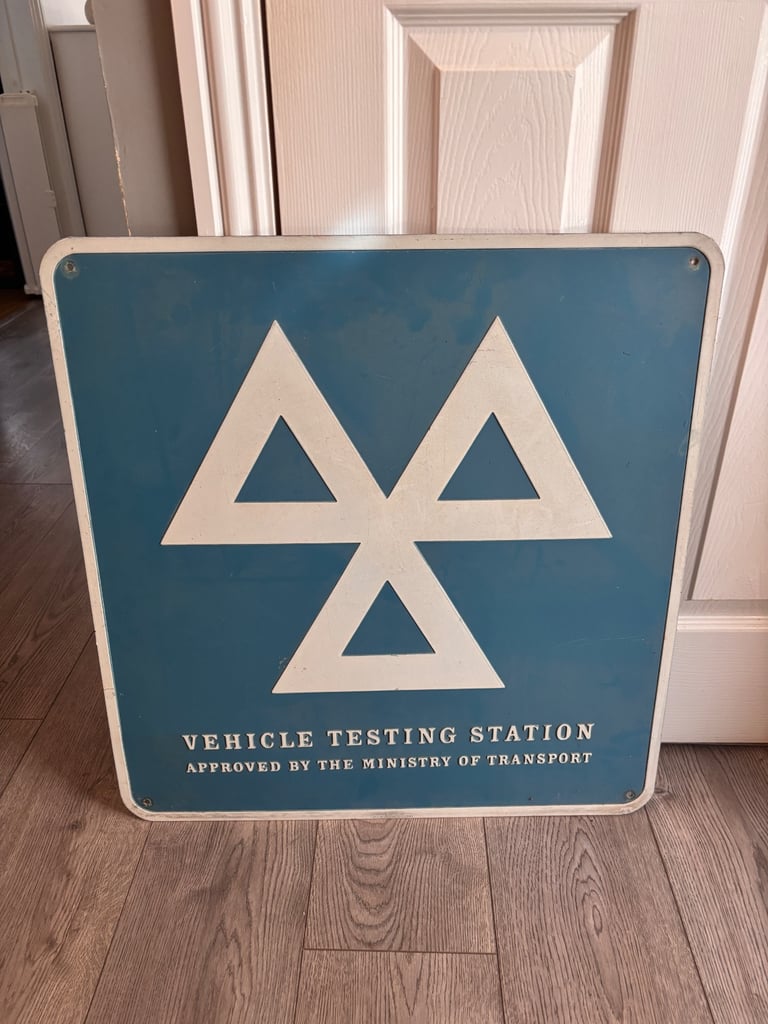 VEHICLE TESTING STATION
APPROVED BY THE MINISTRY OF TRANSPORT